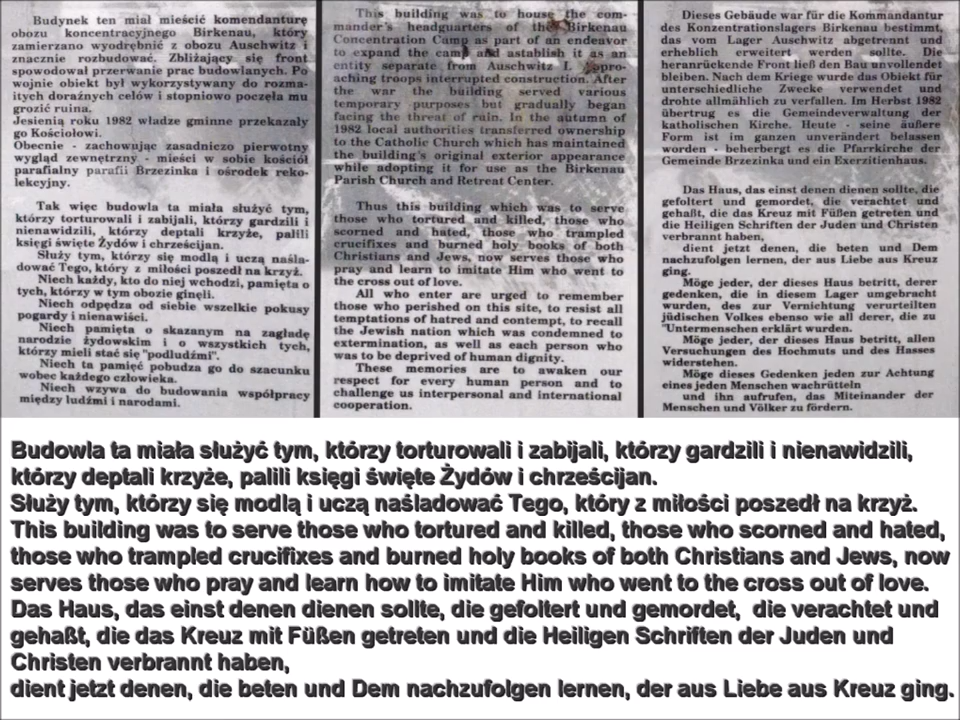 Budynek ten miał mieścić komendanturę
obozu koncentracyjnego Birkenau, który
zamierzano wyodrębnić z obozu Auschwitz i
znacznie rozbudować. Zbliżający się front
spowodował przerwanie prac budowlanych. Po
wojnie obiekt był wykorzystywany do rozma-
itych doraźnych celów i stopniowo poczęła mu
grozić ruina.
Jesienią roku 1982 władze gminne przekazały
go Kościołowi.
Obecnie - zachowując zasadniczo pierwotny
wygląd zewnętrzny - mieści w sobie kościół
parafialny parafii Brzezinka i ośrodek reko-
lekcyjny.
Tak więc budowla ta miała służyć tym,
którzy torturowali i zabijali, którzy gardzili i
nienawidzili, którzy deptali krzyże, palili
księgi święte Żydów i chrześcijan.
Służy tym, którzy się modlą i uczą naśla-
dować Tego, który z miłości poszedł na krzyż.
Niech każdy, kto do niej wchodzi, pamięta o
tych, którzy w tym obozie ginęli.
Niech odpędza od siebie wszelkie pokusy
pogardy i nienawiści.
Niech pamięta o skazanym na zagładę
narodzie żydowskim i o wszystkich tych,
którzy mieli stać się "podludźmi".
Niech ta pamięć pobudza go do szacunku
wobec każdego człowieka.
Niech wzywa do budowania współpracy
między ludźmi i narodami.
This building was to house the com-
mander's headquarters of the Birkenau
Concentration Camp as part of an endeavor
to expand the camp and astablish it as an
entity separate from Auschwitz I. Appro-
aching troops interrupted construction. After
the war the building served various
temporary purposes but gradually began
facing the threat of ruin. In the autumn of
1982 local authorities transferred ownership
to the Catholic Church which has maintained
the building's original exterior appearance
while adopting it for use as the Birkenau
Parish Church and Retreat Center.
Thus this building which was to serve
those who tortured and killed, those who
scorned and hated, those who trampled
crucifixes and burned holy books of both
Christians and Jews, now serves those who
pray and learn to imitate Him who went to
the cross out of love.
All who enter are urged to remember
those who perished on this site, to resist all
temptations of hatred and contempt, to recall
the Jewish nation which was condemned to
extermination, as well as each person who
was to be deprived of human dignity.
These memories are to awaken our
respect for every human person and to
challenge us interpersonal and international
cooperation.
Dieses Gebäude war für die Kommandantur
des Konzentrationslagers Birkenau bestimmt,
das vom Lager Auschwitz abgetrennt und
erheblich erweitert werden sollte. Die
heranrückende Front ließ den Bau unvollendet
bleiben. Nach dem Kriege wurde das Obiekt für
unterschiedliche Zwecke verwendet und
drohte allmählich zu verfallen. Im Herbst 1982
übertrug es die Gemeindeverwaltung der
katholischen Kirche. Heute - seine äußere
Form ist im ganzen unverändert belassen
worden - beherbergt es die Pfarrkirche der
Gemeinde Brzezinka und ein Exerzitienhaus.
Das Haus, das einst denen dienen sollte, die
gefoltert und gemordet, die verachtet und
gehaßt, die das Kreuz mit Füßen getreten und
die Heiligen Schriften der Juden und Christen
verbrannt haben,
dient jetzt denen, die beten und Dem
nachzufolgen lernen, der aus Liebe aus Kreuz
ging.
Möge jeder, der dieses Haus betritt, derer
gedenken, die in diesem Lager umgebracht
wurden, des zur Vernichtung verurteilten
jüdischen Volkes ebenso wie all derer, die zu
"Untermenschen erklärt wurden.
Möge jeder, der dieses Haus betritt, allen
Versuchungen des Hochmuts und des Hasses
widerstehen.
Möge dieses Gedenken jeden zur Achtung
eines jeden Menschen wachrütteln
und ihn aufrufen, das Miteinander der
Menschen und Völker zu fördern.
Budowla ta miała służyć tym, którzy torturowali i zabijali, którzy gardzili i nienawidzili,
którzy deptali krzyże, palili księgi święte Żydów i chrześcijan.
Służy tym, którzy się modlą i uczą naśladować Tego, który z miłości poszedł na krzyż.
This building was to serve those who tortured and killed, those who scorned and hated,
those who trampled crucifixes and burned holy books of both Christians and Jews, now
serves those who pray and learn how to imitate Him who went to the cross out of love.
Das Haus, das einst denen dienen sollte, die gefoltert und gemordet, die verachtet und
gehaßt, die das Kreuz mit Füßen getreten und die Heiligen Schriften der Juden und
Christen verbrannt haben,
dient jetzt denen, die beten und Dem nachzufolgen lernen, der aus Liebe aus Kreuz ging.